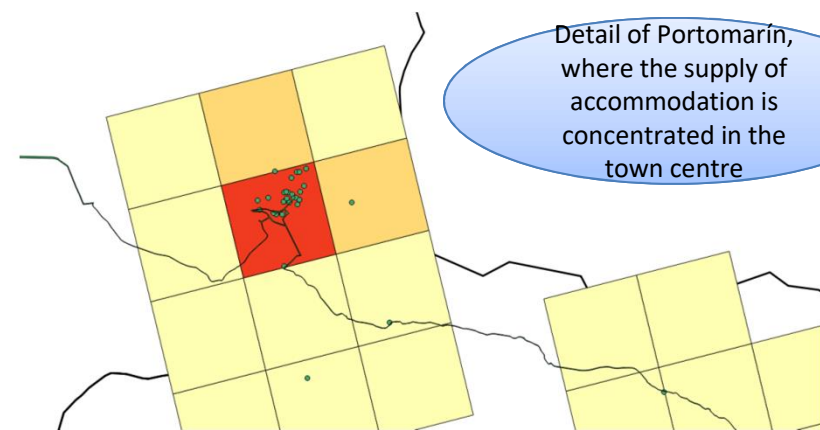 Detail of Portomarín,
where the supply of
accommodation is
concentrated in the
town centre